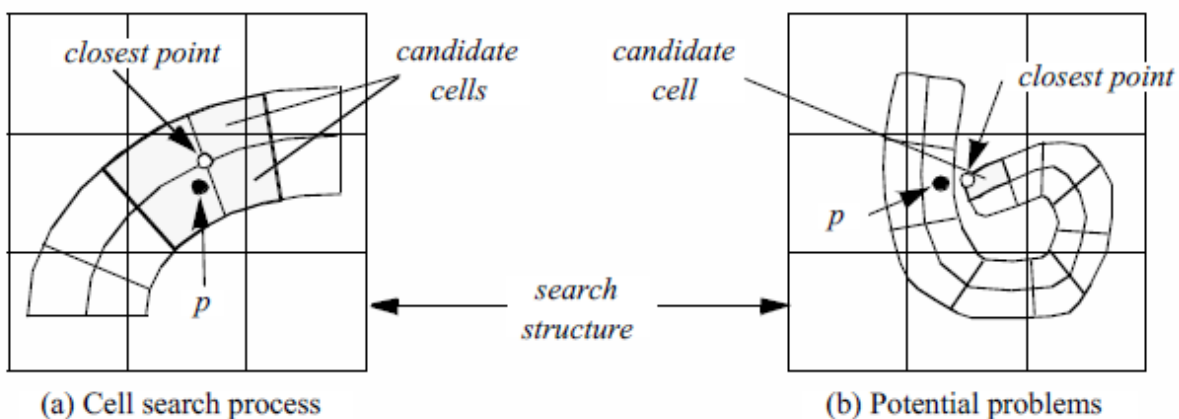 closest point
candidate
cells
p
(a) Cell search process
search
structure
candidate
cell
closest point
p
(b) Potential problems